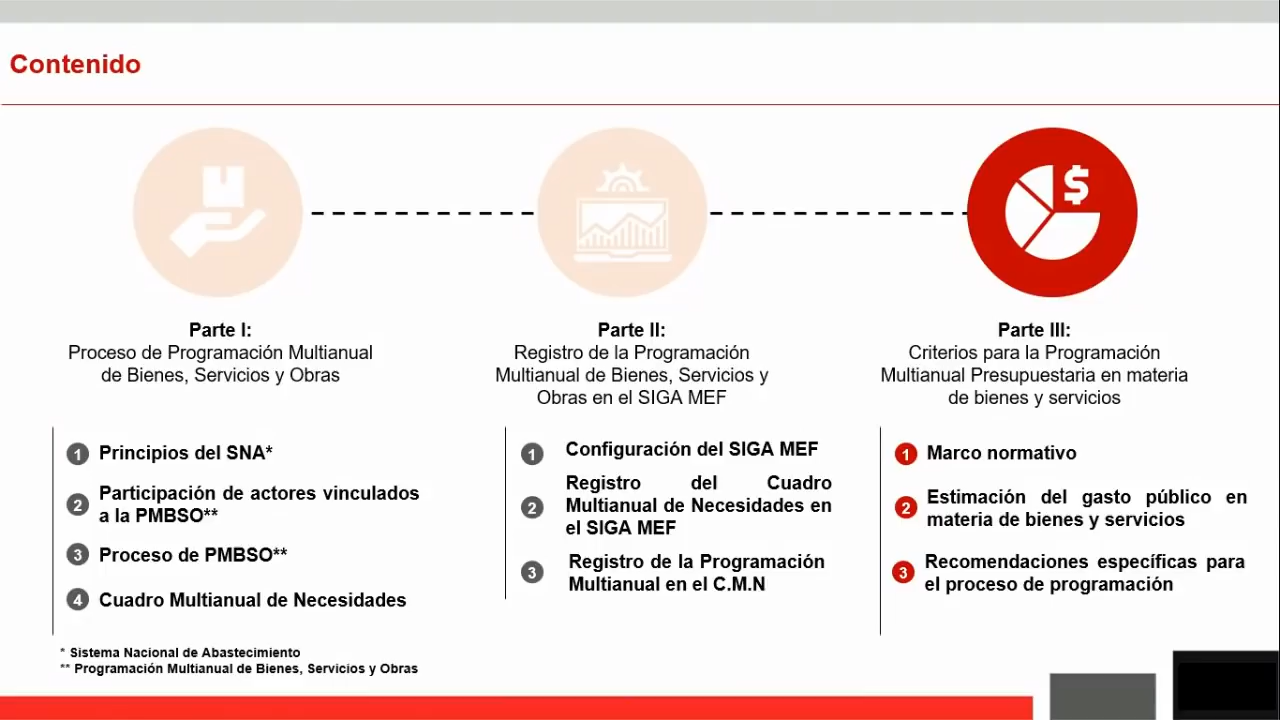 Contenido
$
Parte I:
Proceso de Programación Multianual
de Bienes, Servicios y Obras
1 Principios del SNA*
2 Participación de actores vinculados
a la PMBSO**
3 Proceso de PMBSO**
4 Cuadro Multianual de Necesidades
* Sistema Nacional de Abastecimiento
** Programación Multianual de Bienes, Servicios y Obras
Parte II:
Registro de la Programación
Multianual de Bienes, Servicios y
Obras en el SIGA MEF
1 Configuración del SIGA MEF
2 Registro del Cuadro
Multianual de Necesidades en
el SIGA MEF
3 Registro de la Programación
Multianual en el C.M.N
Parte III:
Criterios para la Programación
Multianual Presupuestaria en materia
de bienes y servicios
1 Marco normativo
2 Estimación del gasto público en
materia de bienes y servicios
3 Recomendaciones específicas para
el proceso de programación